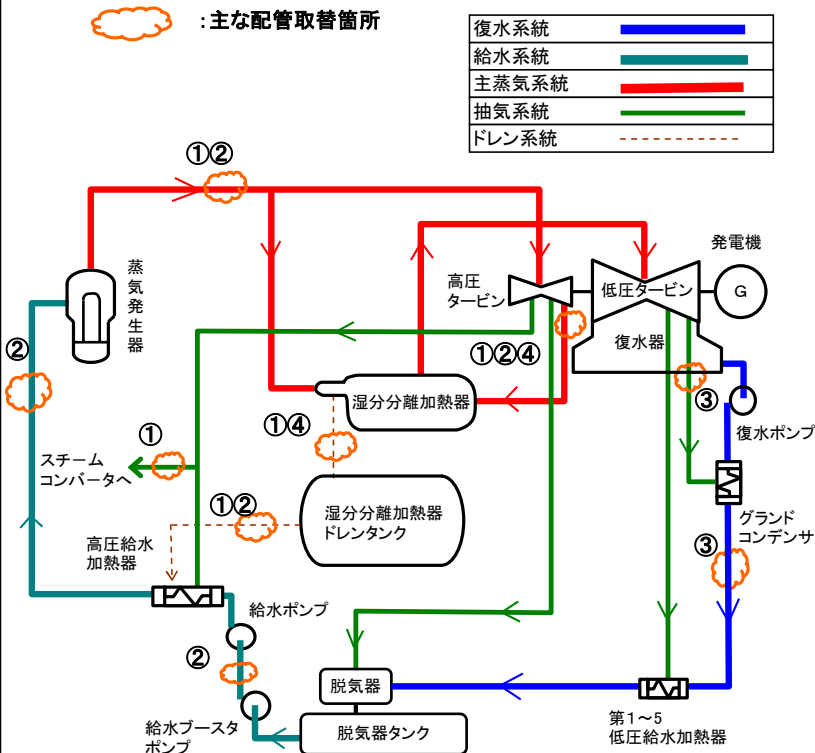 ：主な配管取替箇所
復水系統
給水系統
主蒸気系統
抽気系統
ドレン系統
①②
蒸気発生器
高圧
タービン
低圧タービン
発電機
G
復水器
②
①②④
湿分分離加熱器
③
復水ポンプ
①④
①
スチーム
コンバータへ
①②
湿分分離加熱器
ドレンタンク
グランド
コンデンサ
③
高圧給水
加熱器
給水ポンプ
②
脱気器
脱気器タンク
給水ブースタ
ポンプ
第1～5
低圧給水加熱器